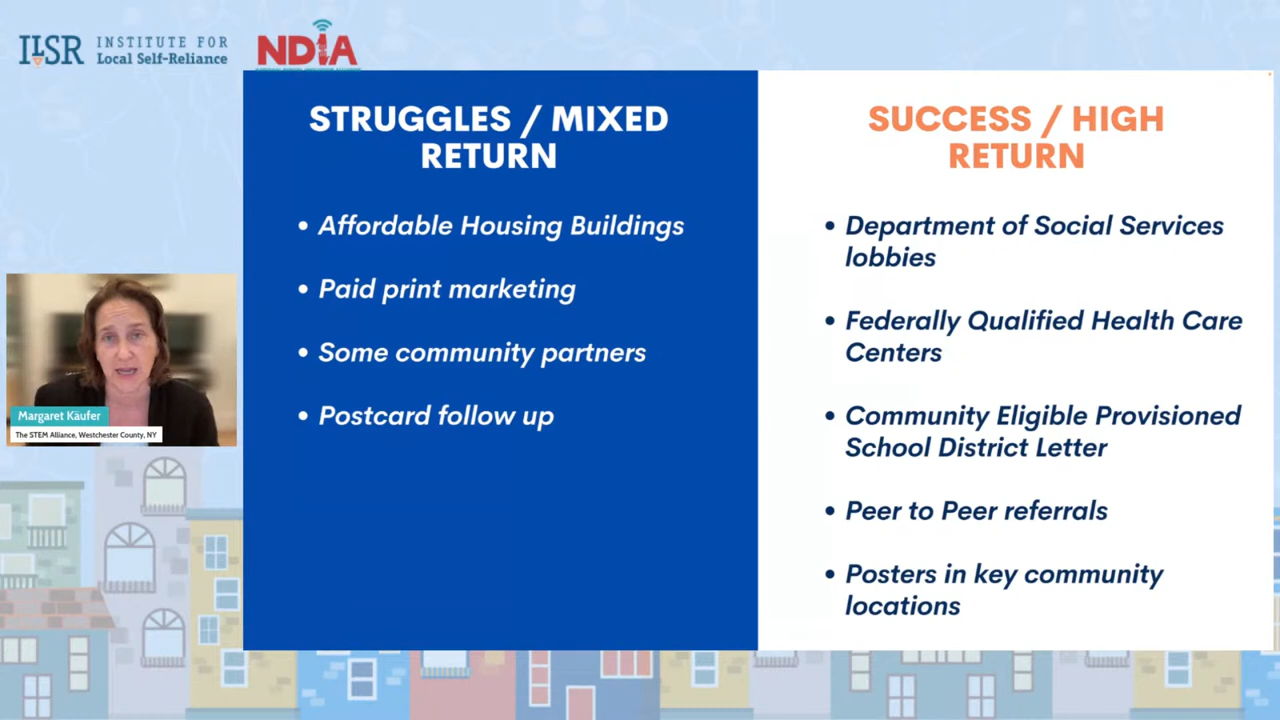 ILSR
INSTITUTE FOR
Local Self-Reliance
NDIA
STRUGGLES / MIXED
RETURN
• Affordable Housing Buildings
• Paid print marketing
• Some community partners
• Postcard follow up
SUCCESS / HIGH
RETURN
• Department of Social Services
lobbies
• Federally Qualified Health Care
Centers
• Community Eligible Provisioned
School District Letter
• Peer to Peer referrals
• Posters in key community
locations
Margaret Käufer
The STEM Alliance, Westchester County, NY